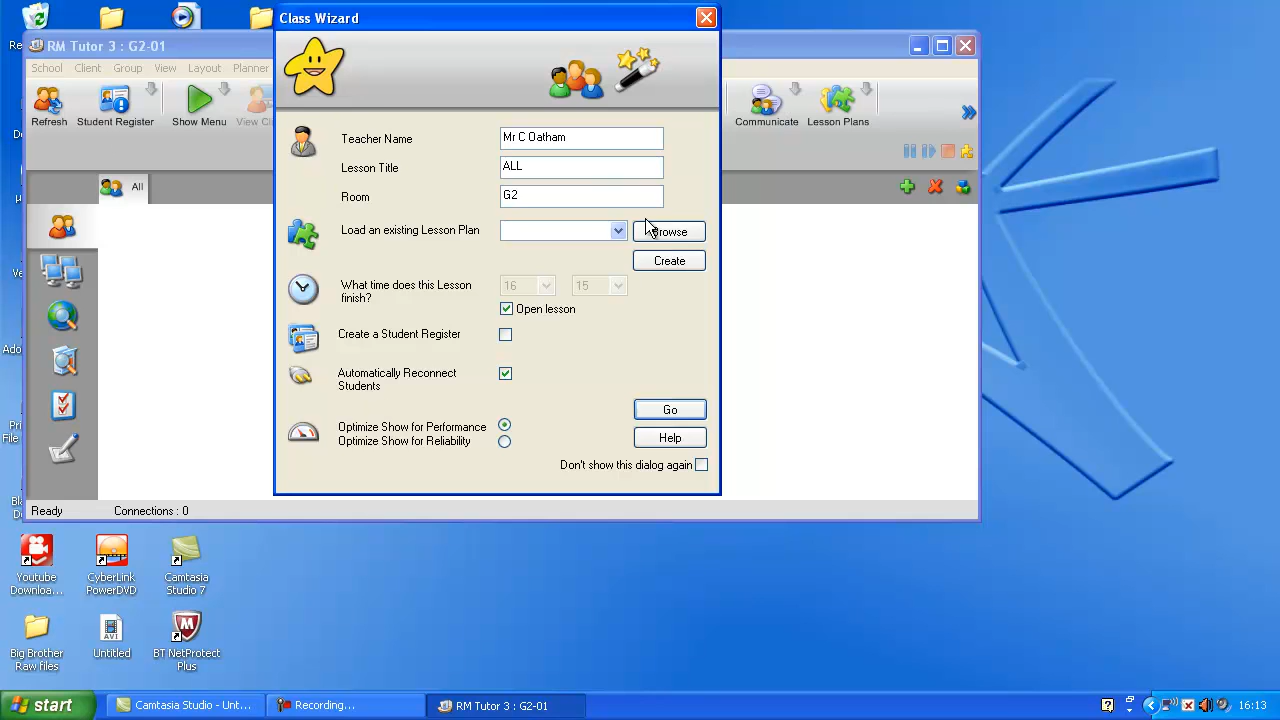 Class Wizard
RM Tutor 3 : G2-01
School Client Group View Layout Planner
Refresh
Student Register
Show Menu
Communicate
Lesson Plans
All
Teacher Name
Mr C Oatham
Lesson Title
ALL
Room
G2
Load an existing Lesson Plan
Browse
Create
What time does this Lesson
finish?
16
15
Open lesson
Create a Student Register
Automatically Reconnect
Students
Optimize Show for Performance
Optimize Show for Reliability
Go
Help
Don't show this dialog again
Ready
Connections : 0
Youtube
Downloa...
CyberLink
PowerDVD
Camtasia
Studio 7
Big Brother
Raw files
AVI
Untitled
BT NetProtect
Plus
start
Camtasia Studio - Unt...
Recording...
RM Tutor 3 : G2-01
16:13